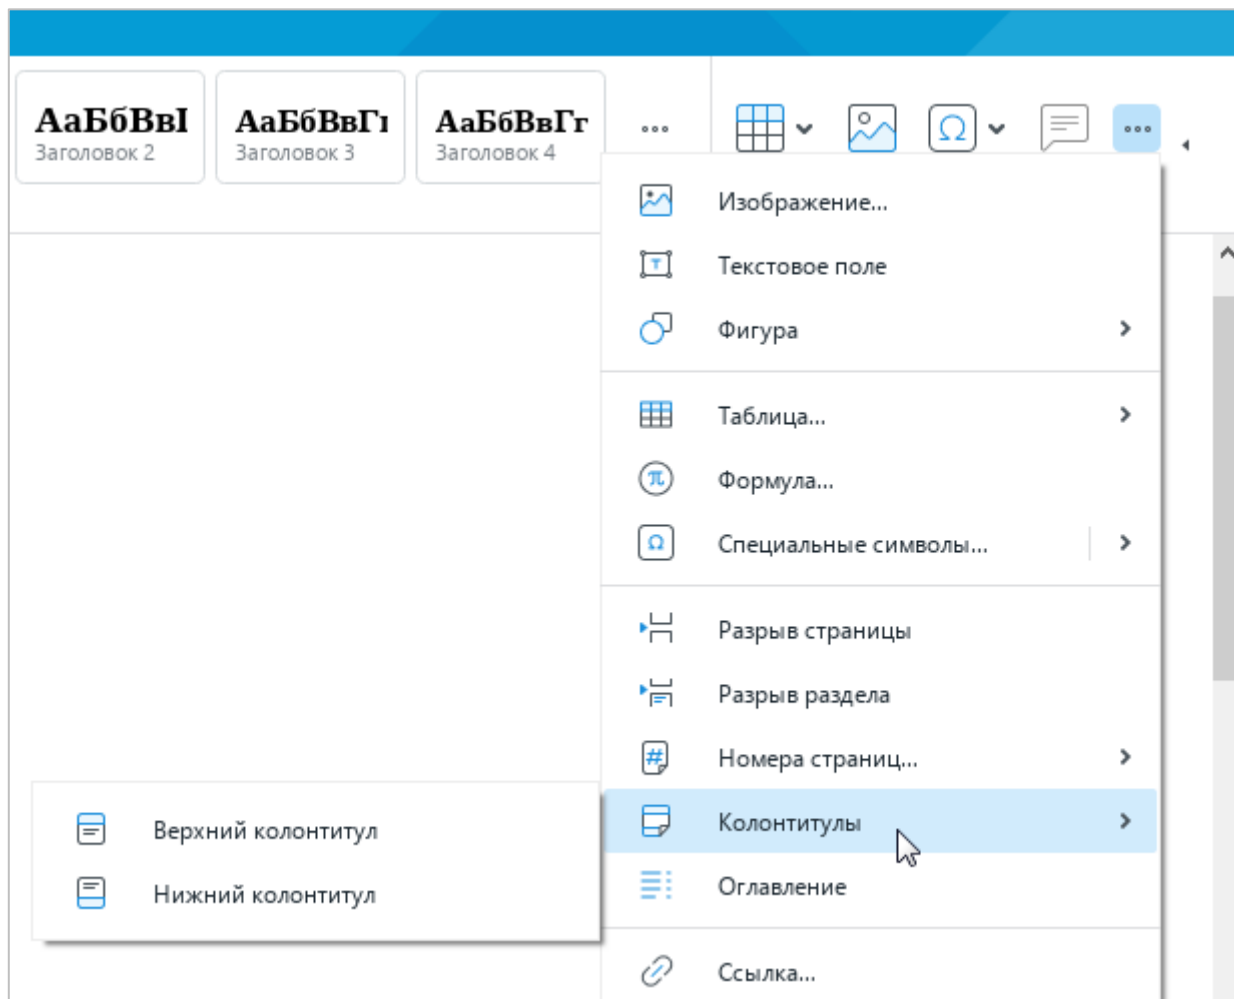 АаБбВвІ
Заголовок 2
АаБбВвГı
Заголовок 3
АаБбВвГг
Заголовок 4
Изображение...
Текстовое поле
Фигура
Таблица...
Формула...
Специальные символы...
Разрыв страницы
Разрыв раздела
Номера страниц...
Колонтитулы
Верхний колонтитул
Нижний колонтитул
Оглавление
Ссылка...